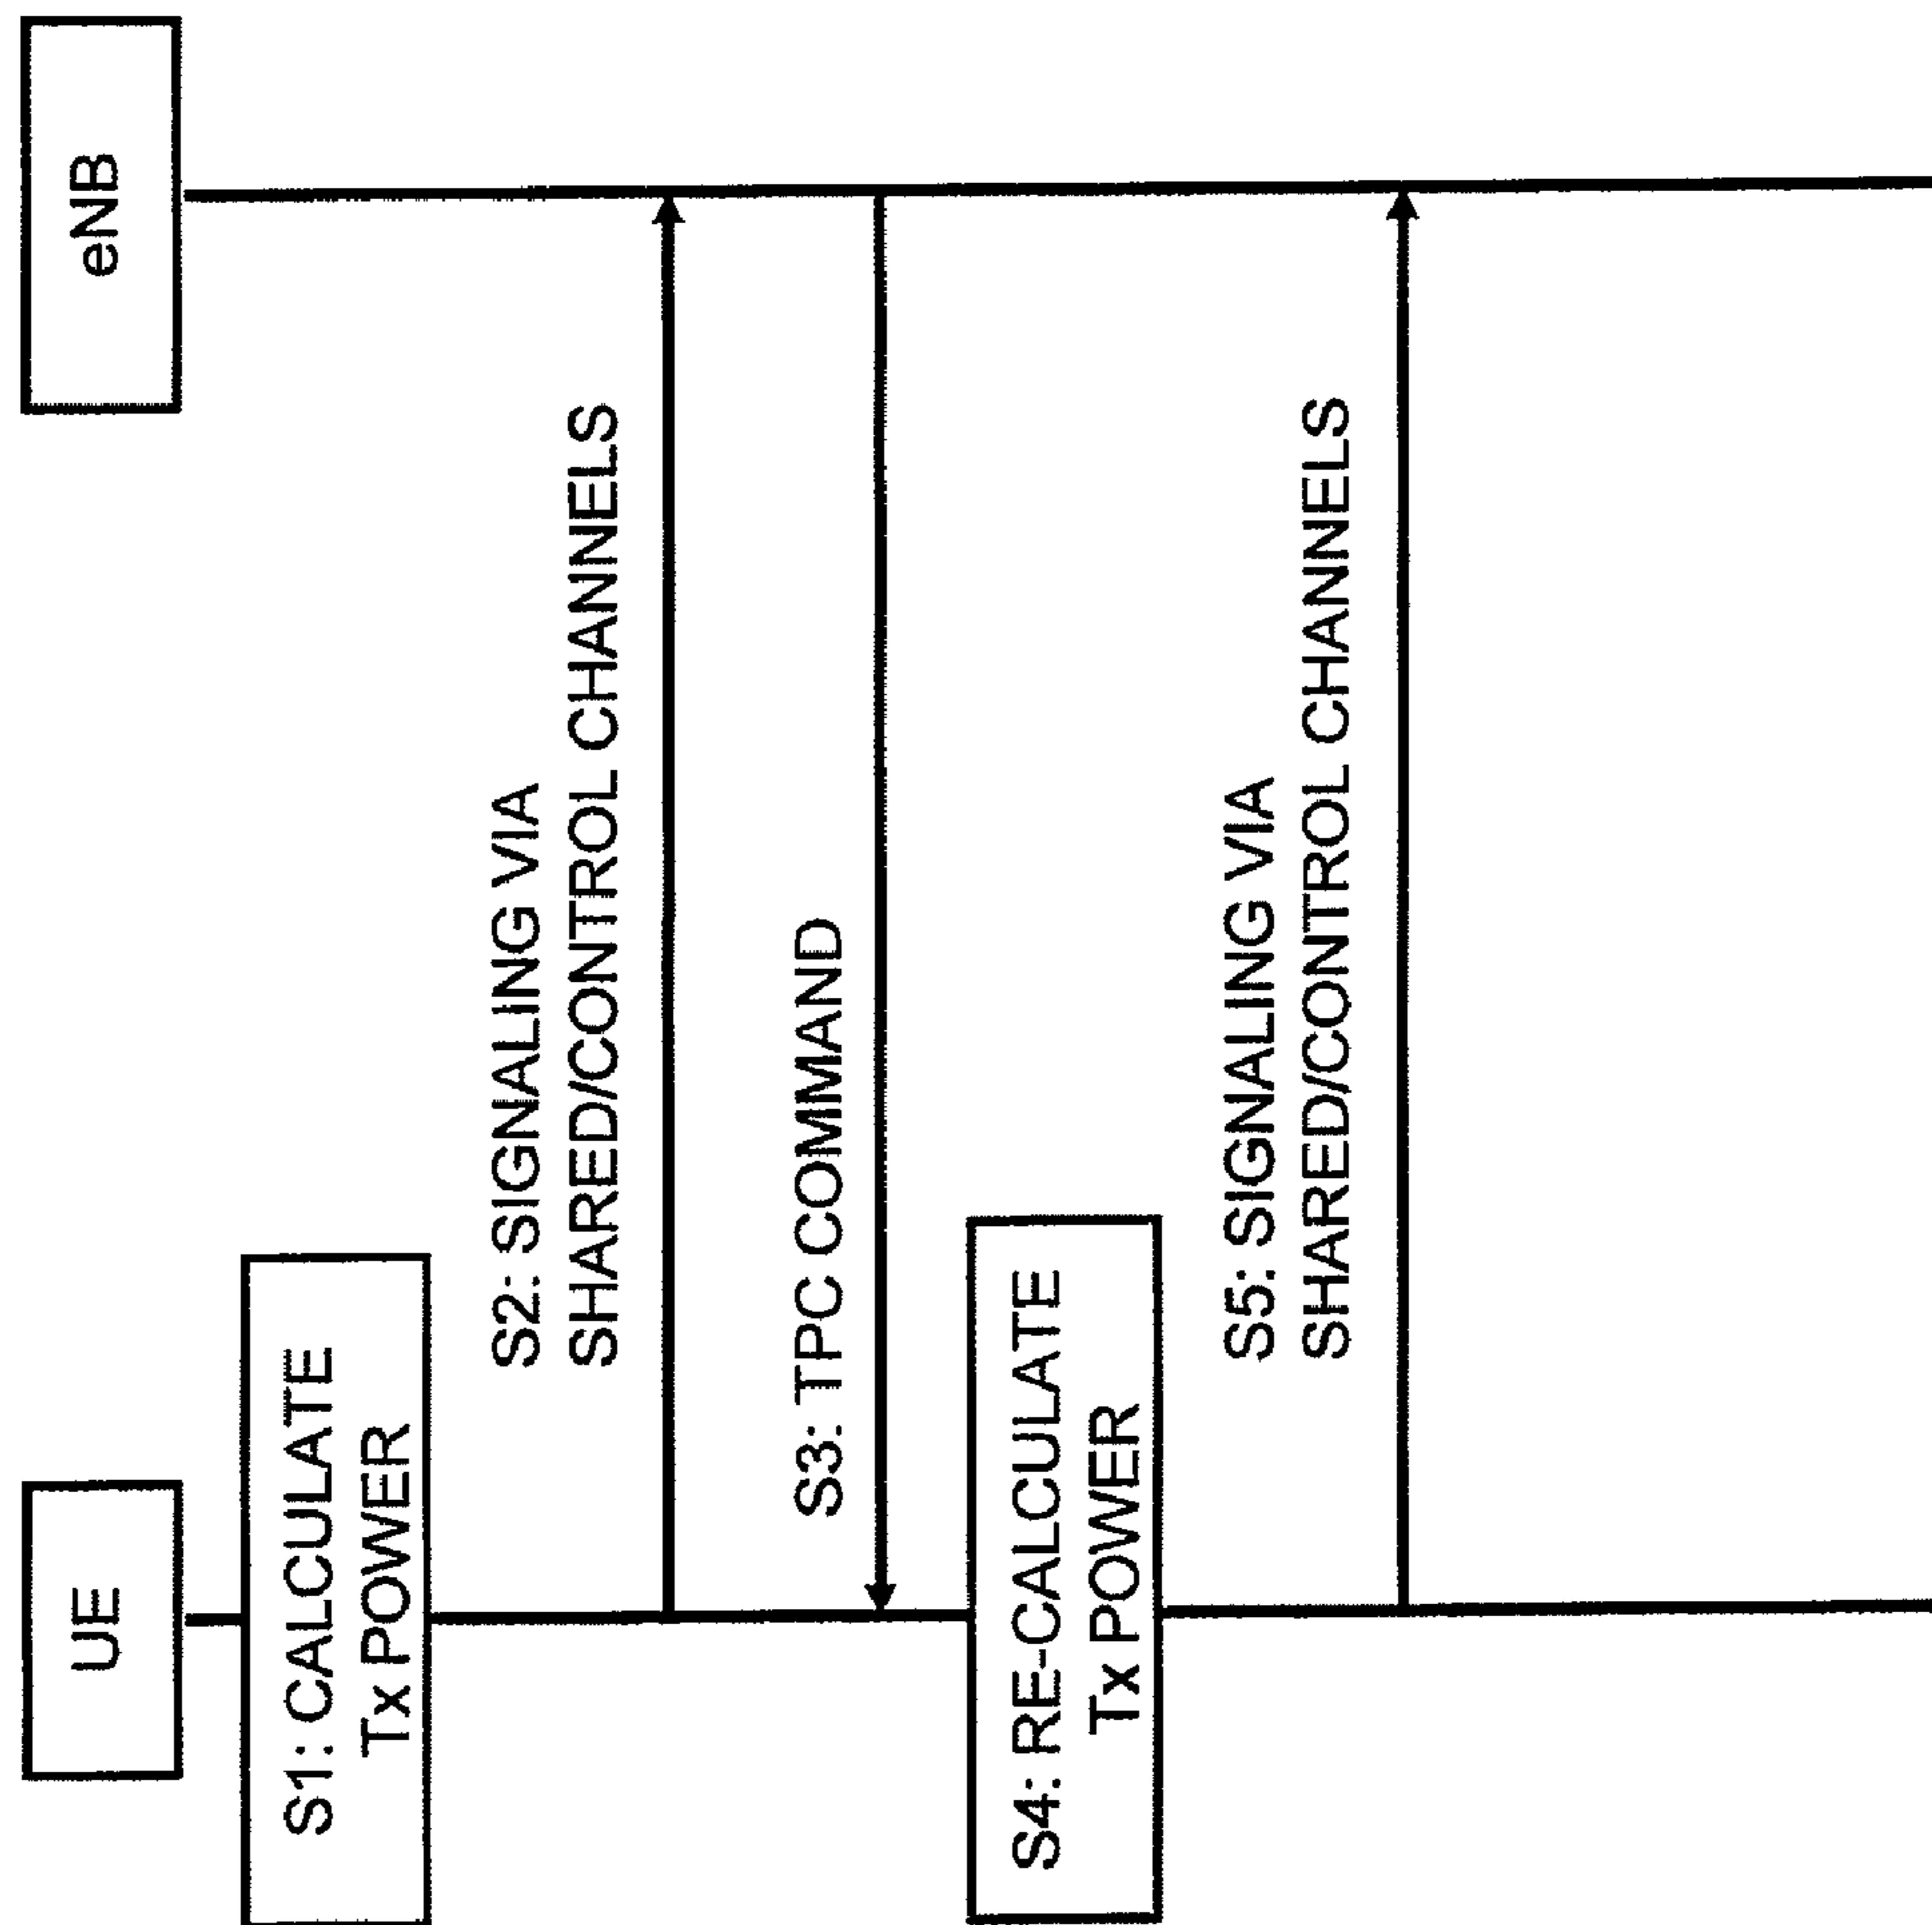 UE
eNB
S1: CALCULATE
Tx POWER
S2: SIGNALING VIA
SHARED/CONTROL CHANNELS
S3: TPC COMMAND
S4: RE-CALCULATE
Tx POWER
S5: SIGNALING VIA
SHARED/CONTROL CHANNELS